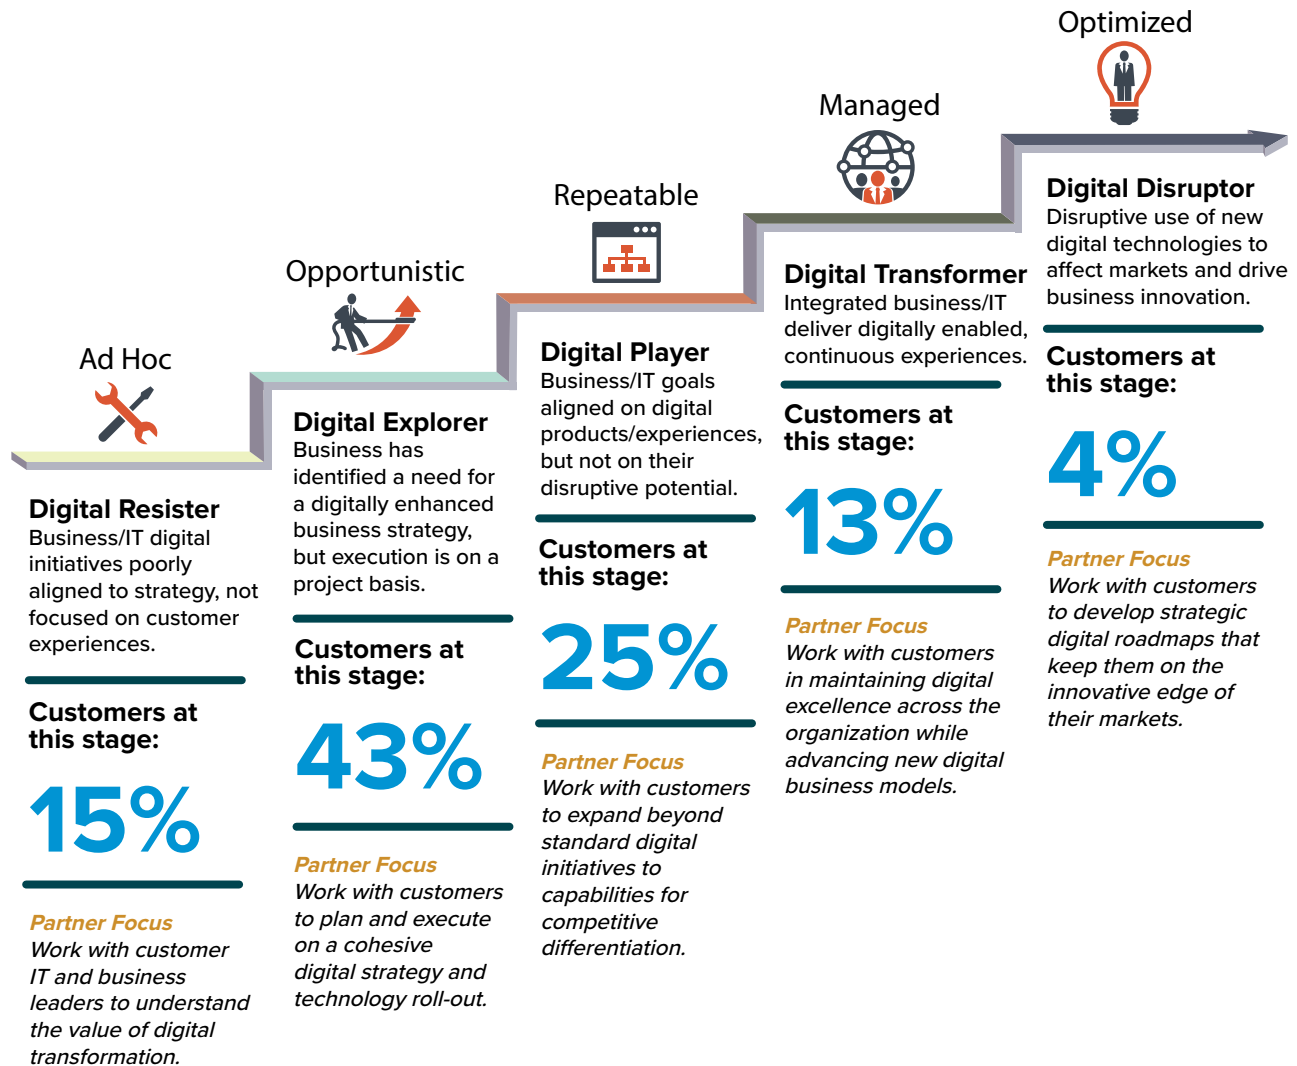 Ad Hoc
Digital Resister
Business/IT digital
initiatives poorly
aligned to strategy, not
focused on customer
experiences.
Customers at
this stage:
15%
Partner Focus
Work with customer
IT and business
leaders to understand
the value of digital
transformation.
Opportunistic
Digital Explorer
Business has
identified a need for
a digitally enhanced
business strategy,
but execution is on a
project basis.
Customers at
this stage:
43%
Partner Focus
Work with customers
to plan and execute
on a cohesive
digital strategy and
technology roll-out.
Repeatable
Digital Player
Business/IT goals
aligned on digital
products/experiences,
but not on their
disruptive potential.
Customers at
this stage:
25%
Partner Focus
Work with customers
to expand beyond
standard digital
initiatives to
capabilities for
competitive
differentiation.
Managed
Digital Transformer
Integrated business/IT
deliver digitally enabled,
continuous experiences.
Customers at
this stage:
13%
Partner Focus
Work with customers
in maintaining digital
excellence across the
organization while
advancing new digital
business models.
Optimized
Digital Disruptor
Disruptive use of new
digital technologies to
affect markets and drive
business innovation.
Customers at
this stage:
4%
Partner Focus
Work with customers
to develop strategic
digital roadmaps that
keep them on the
innovative edge of
their markets.